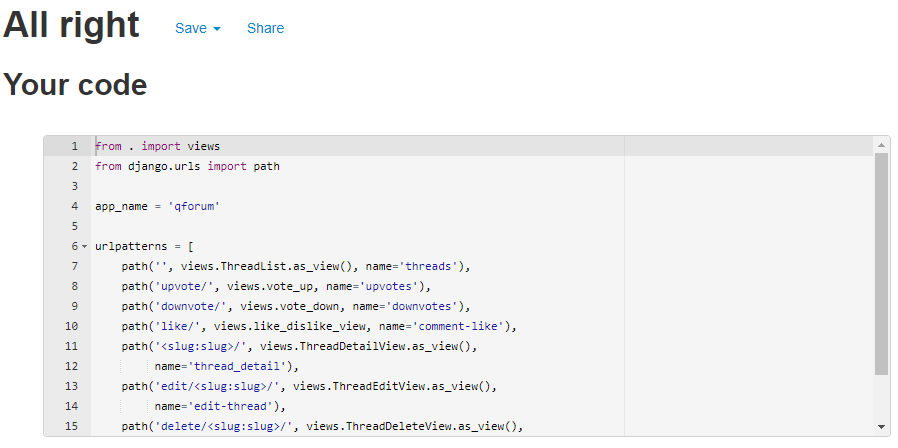 All right Save Share
Your code
1 from . import views
2 from django.urls import path
3
4 app_name = 'qforum'
5
6 urlpatterns = [
7 path('', views.ThreadList.as_view(), name='threads'),
8 path('upvote/', views.vote_up, name='upvotes'),
9 path('downvote/', views.vote_down, name='downvotes'),
10 path('like/', views.like_dislike_view, name='comment-like'),
11 path('<slug:slug>/', views.ThreadDetailView.as_view(),
12 name='thread_detail'),
13 path('edit/<slug:slug>/', views.ThreadEditView.as_view(),
14 name='edit-thread'),
15 path('delete/<slug:slug>/', views.ThreadDeleteView.as_view(),